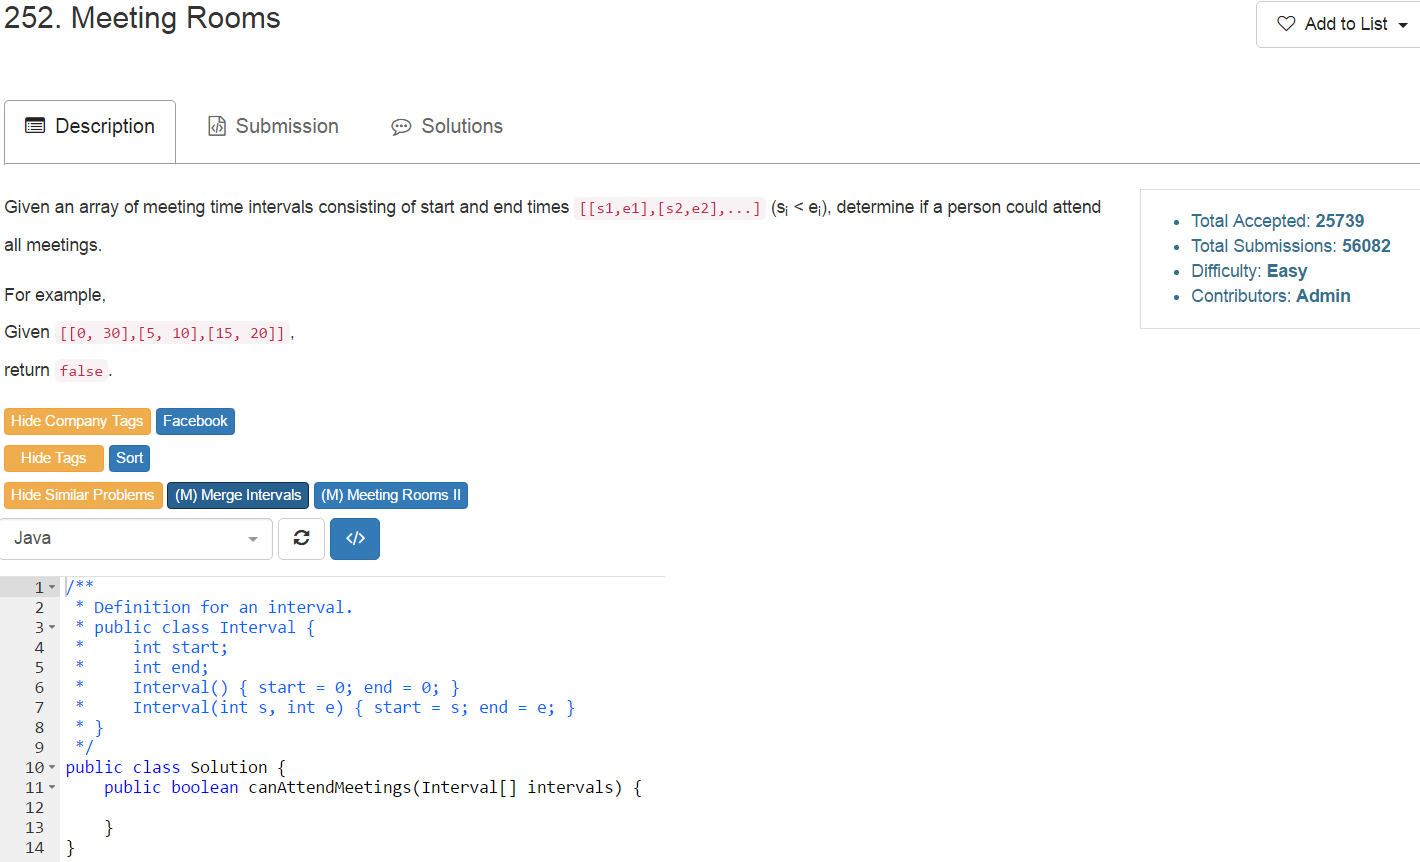 252. Meeting Rooms
Add to List
Description
Submission
Solutions
Given an array of meeting time intervals consisting of start and end times [[s1,e1],[s2,e2],...] (si < ei), determine if a person could attend
all meetings.
For example,
Given [[0, 30],[5, 10],[15, 20]],
return false.
Total Accepted: 25739
Total Submissions: 56082
Difficulty: Easy
Contributors: Admin
Hide Company Tags Facebook
Hide Tags Sort
Hide Similar Problems (M) Merge Intervals (M) Meeting Rooms II
Java </>
1 /**
2  * Definition for an interval.
3  * public class Interval {
4  *     int start;
5  *     int end;
6  *     Interval() { start = 0; end = 0; }
7  *     Interval(int s, int e) { start = s; end = e; }
8  * }
9  */
10 public class Solution {
11     public boolean canAttendMeetings(Interval[] intervals) {
12
13     }
14 }